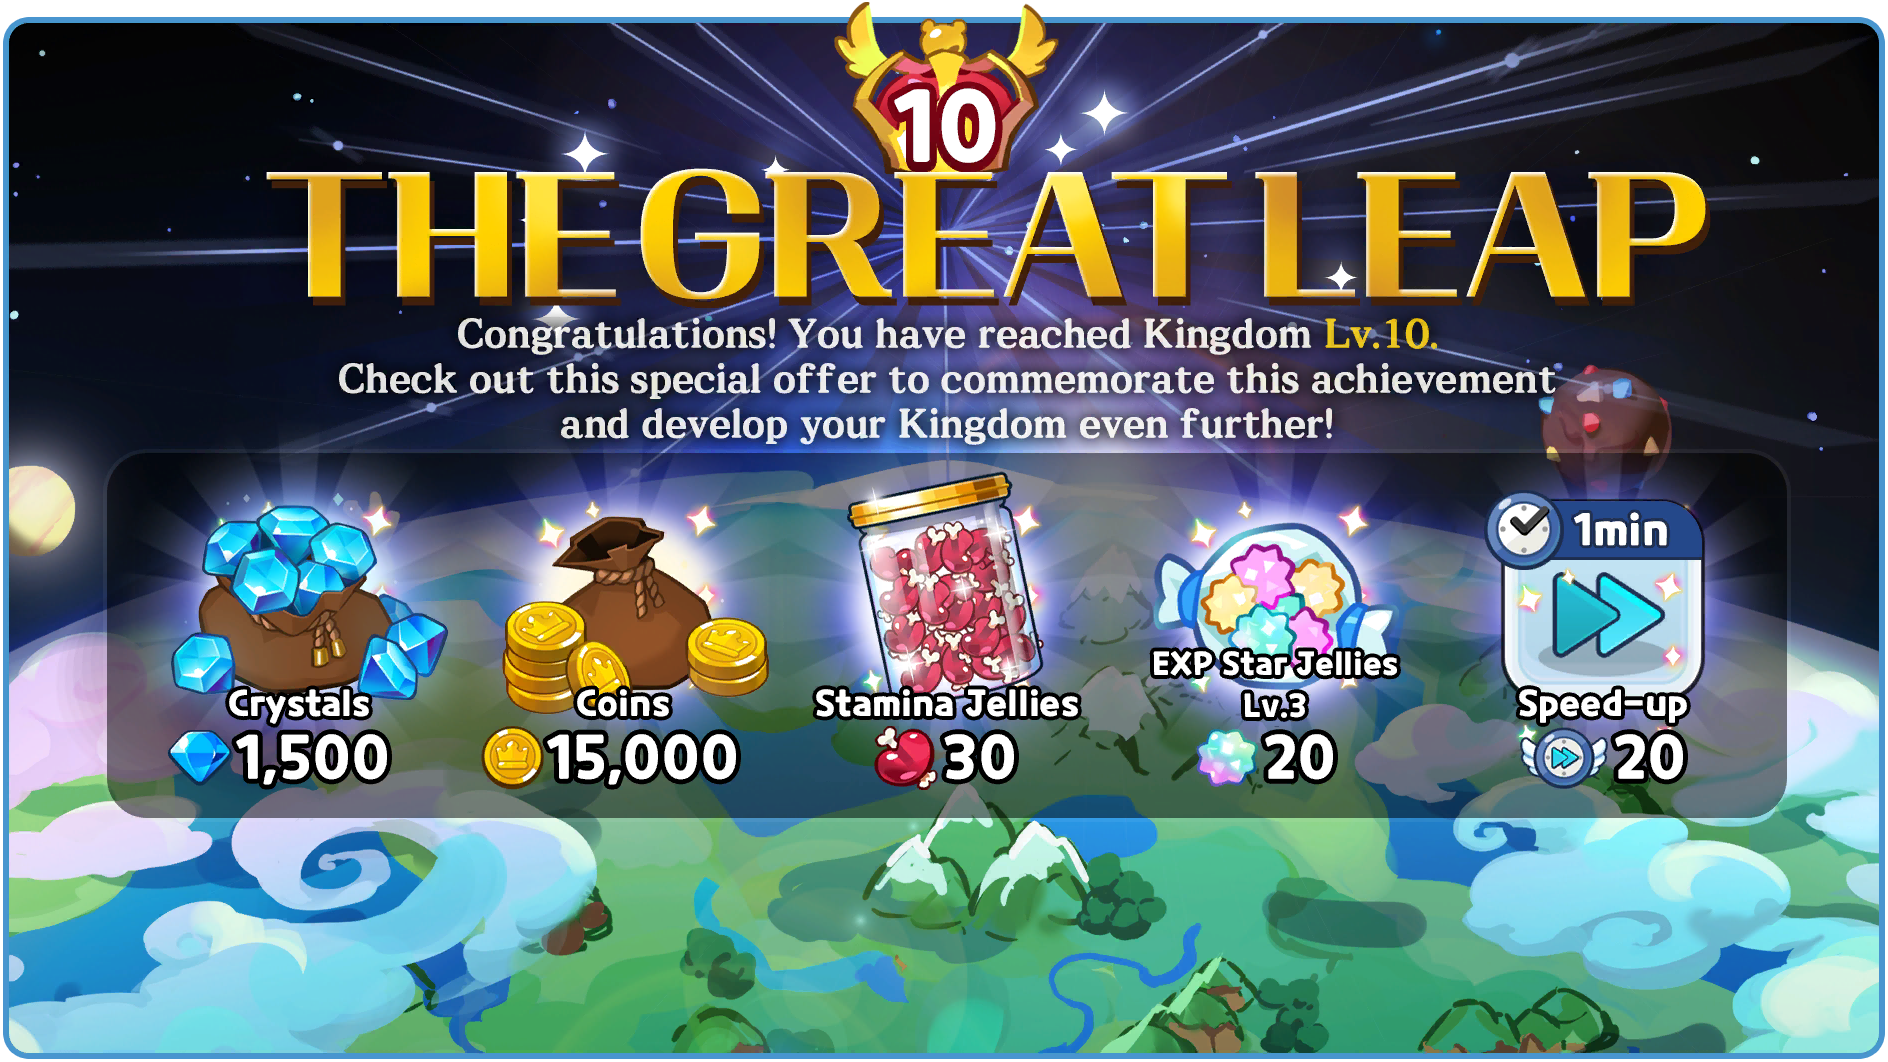 10
THE GREAT LEAP
Congratulations! You have reached Kingdom Lv.10.
Check out this special offer to commemorate this achievement
and develop your Kingdom even further!
Crystals
1,500
Coins
15,000
Stamina Jellies
30
EXP Star Jellies
Lv.3
20
1min
Speed-up
20